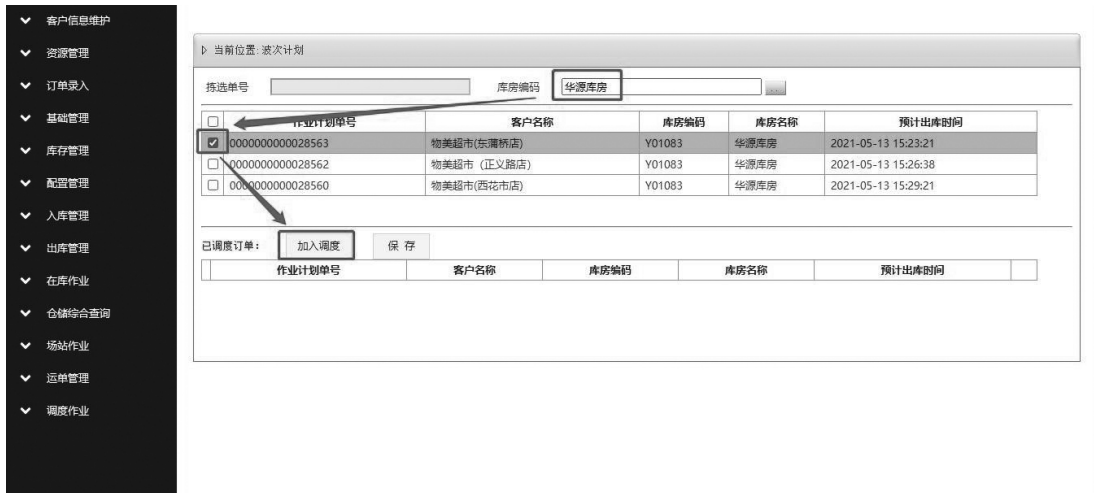 客户信息维护
资源管理
订单录入
基础管理
库存管理
配置管理
入库管理
出库管理
在库作业
仓储综合查询
场站作业
运单管理
调度作业
当前位置: 波次计划
拣选单号 库房编码 华源库房 ..
作业计划单号 客户名称 库房编码 库房名称 预计出库时间
0000000000028563 物美超市(东蒲桥店) Y01083 华源库房 2021-05-13 15:23:21
0000000000028562 物美超市 (正义路店) Y01083 华源库房 2021-05-13 15:26:38
0000000000028560 物美超市(西花市店) Y01083 华源库房 2021-05-13 15:29:21
已调度订单: 加入调度 保 存
作业计划单号 客户名称 库房编码 库房名称 预计出库时间